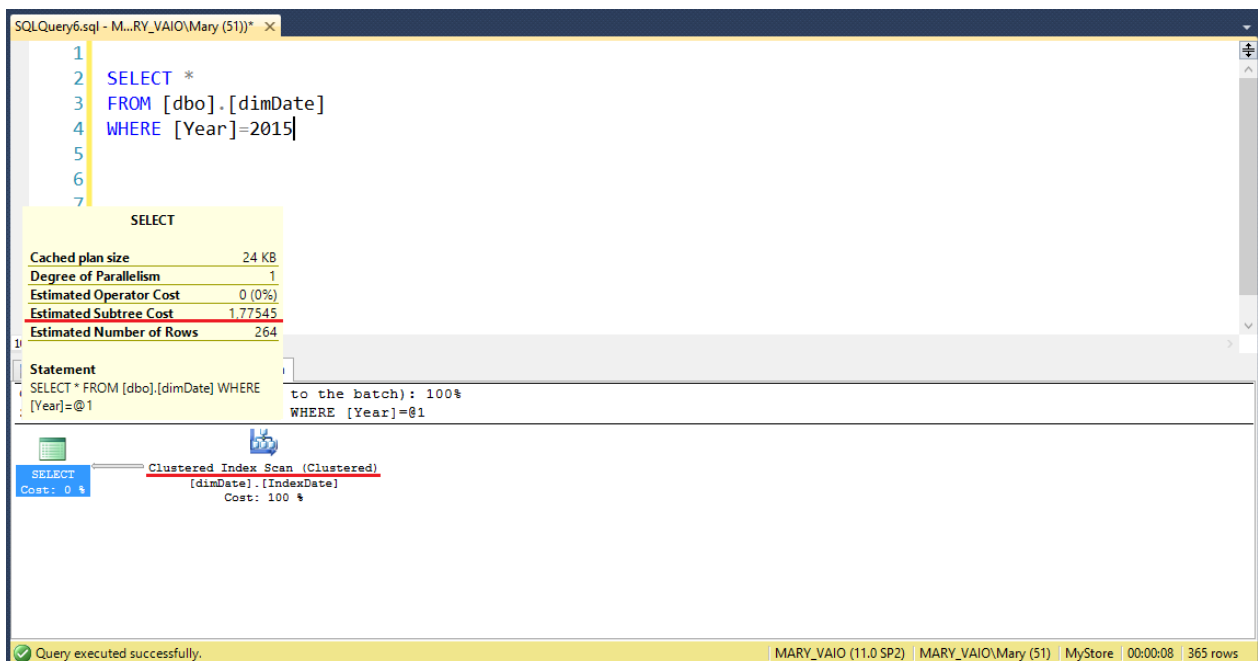 SQLQuery6.sql - M...RY_VAIO\Mary (51))* ×
1
2 SELECT *
3 FROM [dbo].[dimDate]
4 WHERE [Year]=2015
5
6
7
SELECT
Cached plan size 24 KB
Degree of Parallelism 1
Estimated Operator Cost 0 (0%)
Estimated Subtree Cost 1,77545
Estimated Number of Rows 264
Statement
SELECT * FROM [dbo].[dimDate] WHERE
[Year]=@1
to the batch): 100%
WHERE [Year]=@1
SELECT
Cost: 0 %
Clustered Index Scan (Clustered)
[dimDate].[IndexDate]
Cost: 100 %
Query executed successfully.
MARY_VAIO (11.0 SP2) MARY_VAIO\Mary (51) MyStore 00:00:08 365 rows